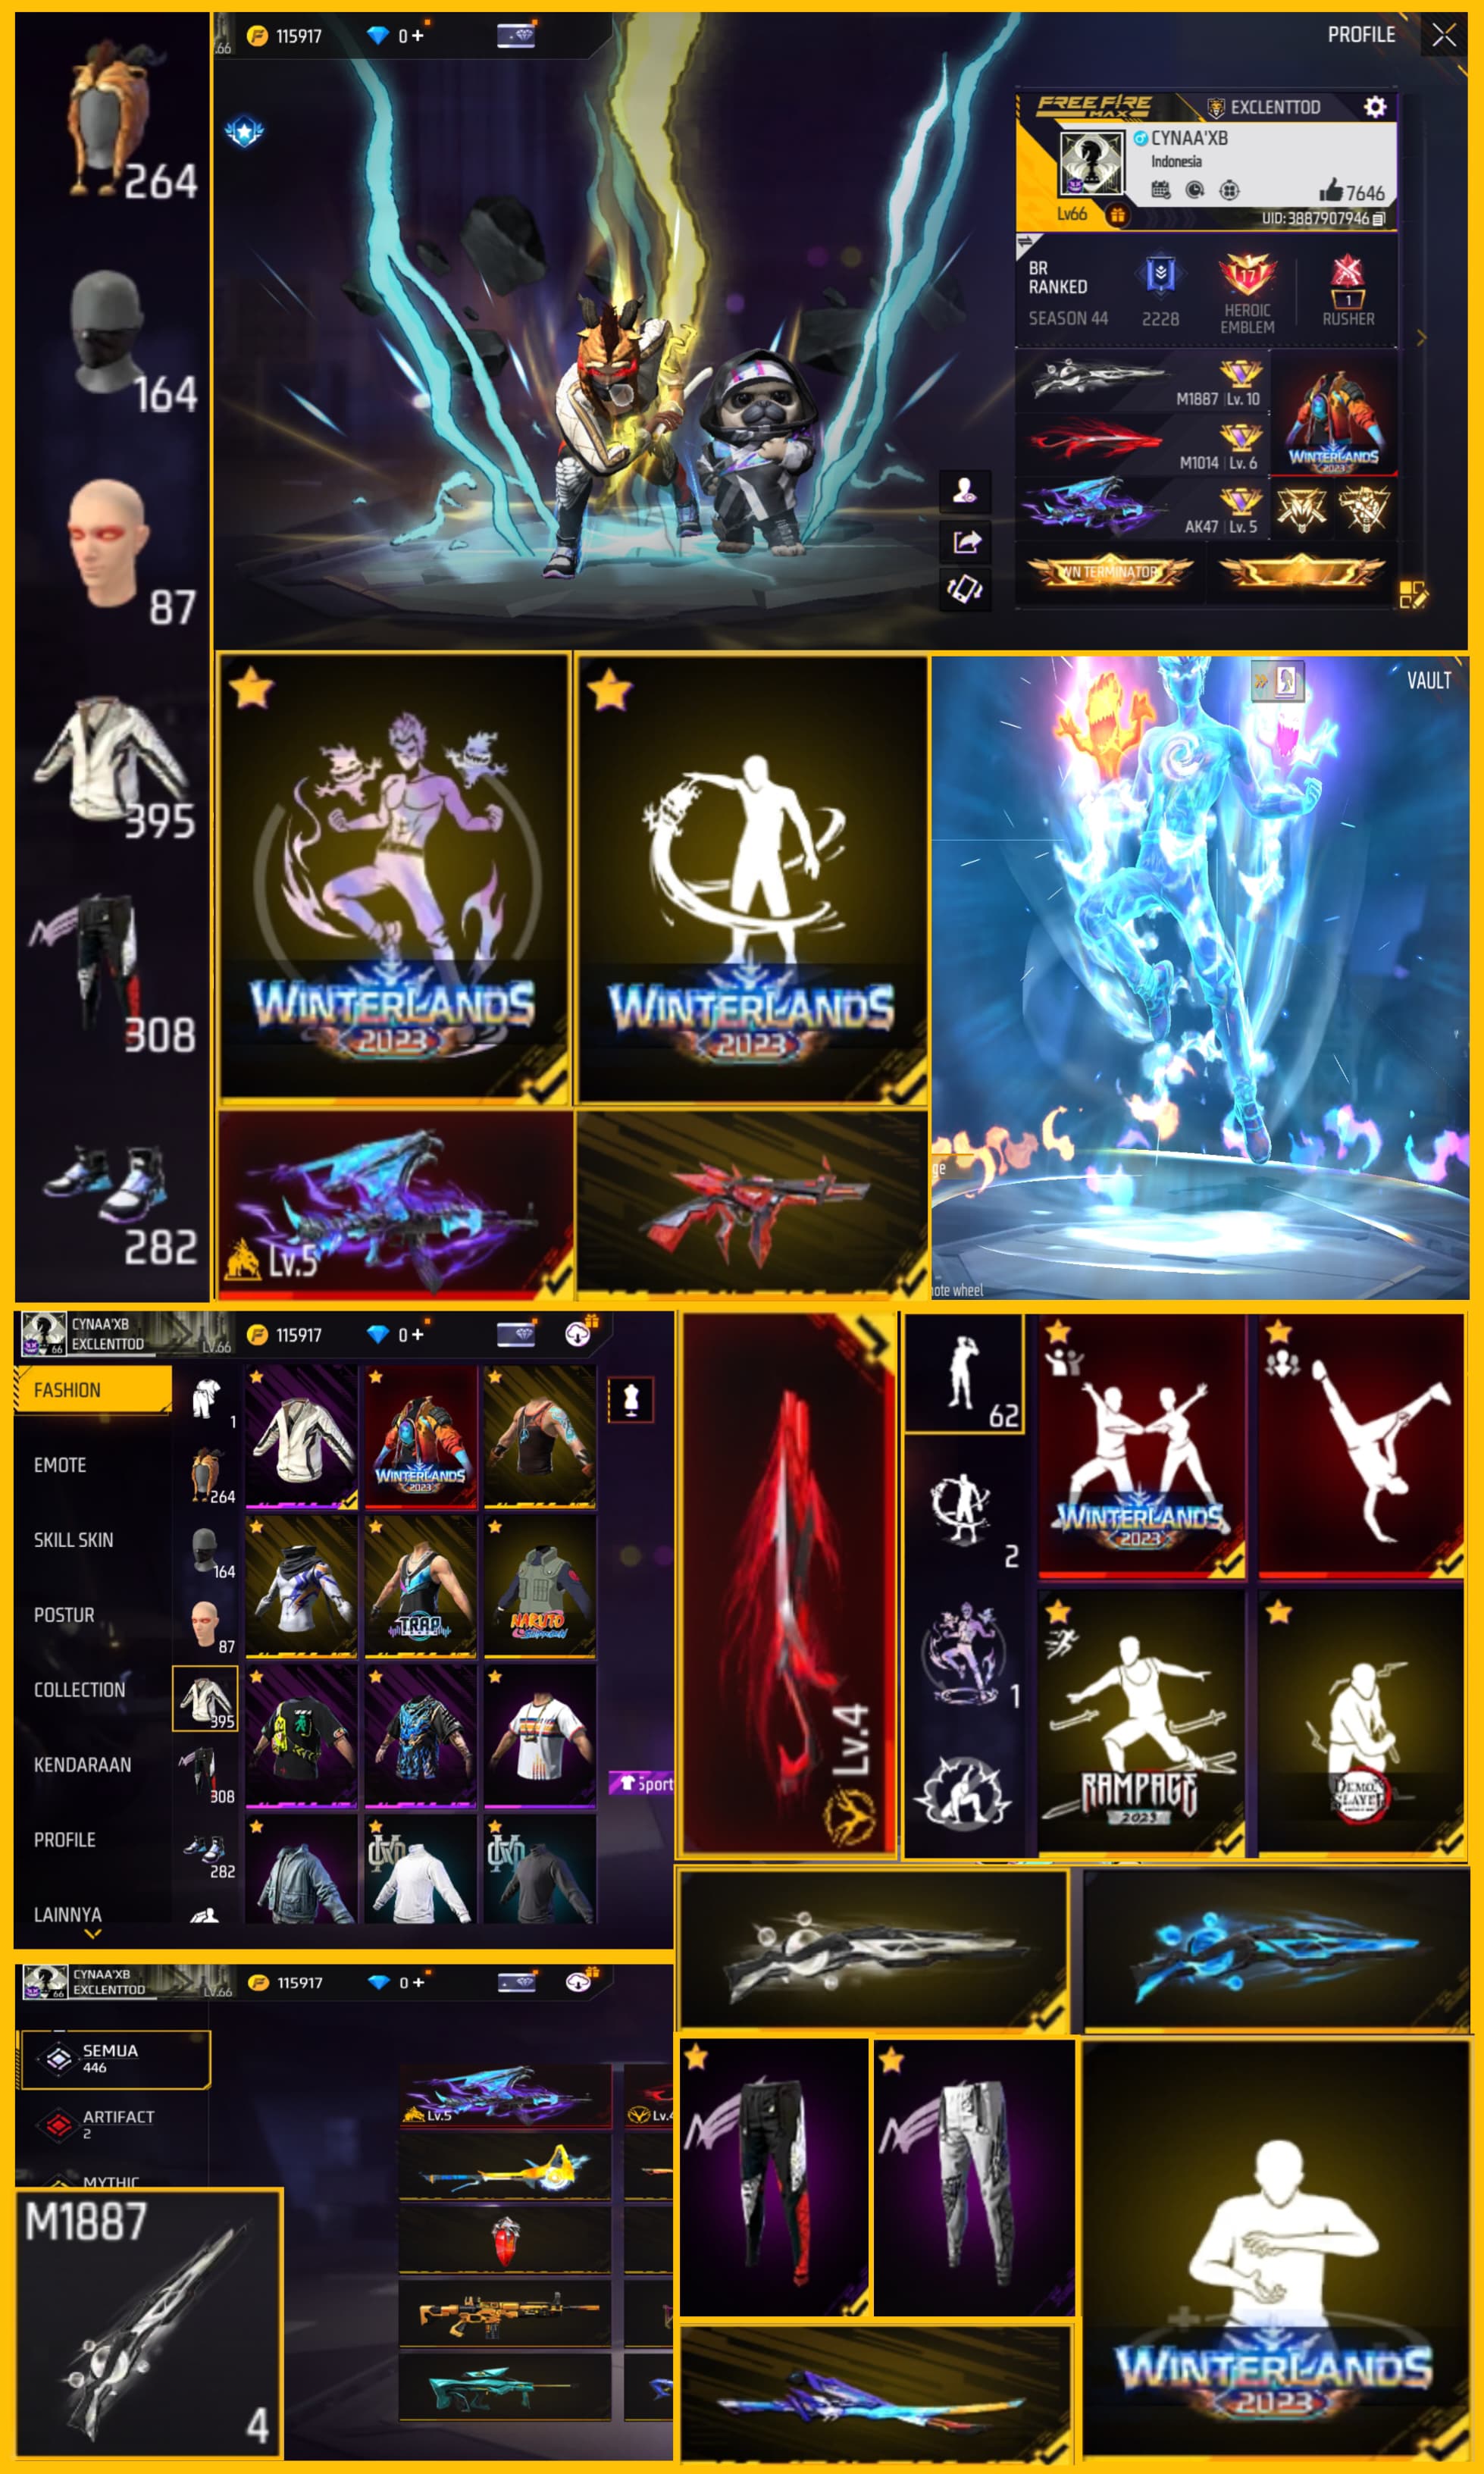 264
164
87
395
308
282
.66
115917
0+
PROFILE
FREE FIRE
MAX
EXCLENTTOD
CYNAA'XB
Indonesia
7646
Lv66
UID:3887907946
BR
RANKED
SEASON 44
2228
17
HEROIC
EMBLEM
1
RUSHER
M1887 | Lv. 10
M1014 | Lv. 6
AK47 | Lv. 5
WINTERLANDS
2023
WN TERMINATOR
WINTERLANDS
2023
WINTERLANDS
2023
VAULT
Lv.5
ge
ote wheel
CYNAA'XB
EXCLENTTOD
66
LV.66
115917
0+
FASHION
EMOTE
SKILL SKIN
POSTUR
COLLECTION
KENDARAAN
PROFILE
LAINNYA
1
264
164
87
395
308
282
WINTERLANDS
2023
TRAP
NARUTO
Sport
Lv.4
62
2
1
WINTERLANDS
2023
RAMPAGE
2023
DEMON
SLAYER
CYNAA'XB
EXCLENTTOD
66
LV.66
115917
0+
SEMUA
446
ARTIFACT
2
MYTHIC
M1887
4
Lv.5
Lv.4
WINTERLANDS
2023